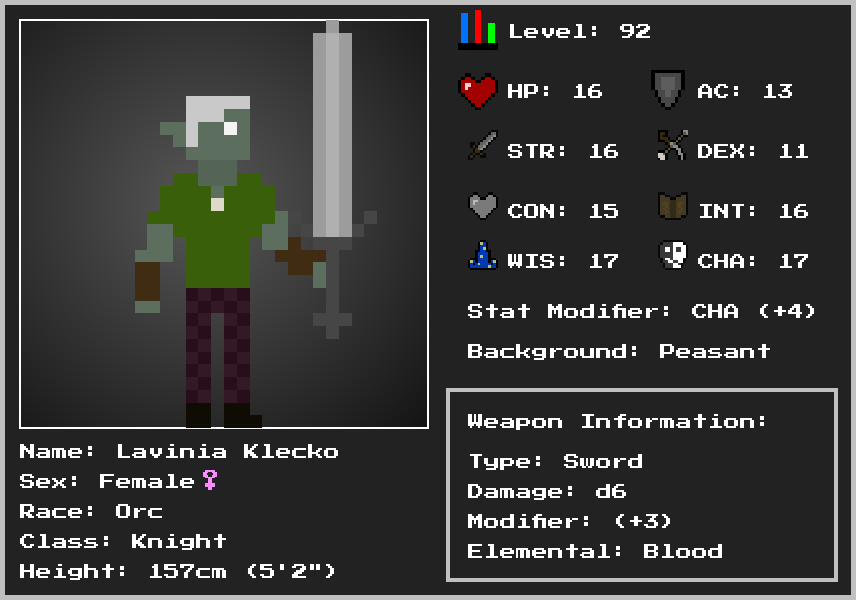 Level: 92
HP: 16
AC: 13
STR: 16
DEX: 11
CON: 15
INT: 16
WIS: 17
CHA: 17
Stat Modifier: CHA (+4)
Background: Peasant
Weapon Information:
Type: Sword
Damage: d6
Modifier: (+3)
Elemental: Blood
Name: Lavinia Klecko
Sex: Female♀
Race: Orc
Class: Knight
Height: 157cm (5'2")